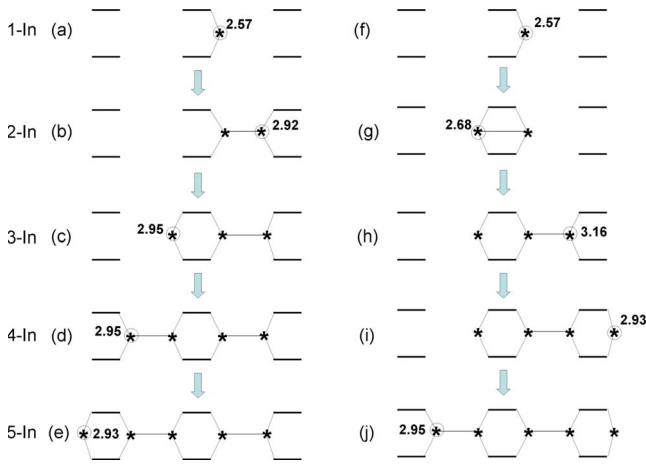 1-In (a) * 2.57 (f) * 2.57
2-In (b) * * 2.92 (g) 2.68 * *
3-In (c) 2.95 * * * (h) * * * 3.16
4-In (d) 2.95 * * * * (i) * * * * 2.93
5-In (e) * 2.93 * * * * (j) 2.95 * * * * *